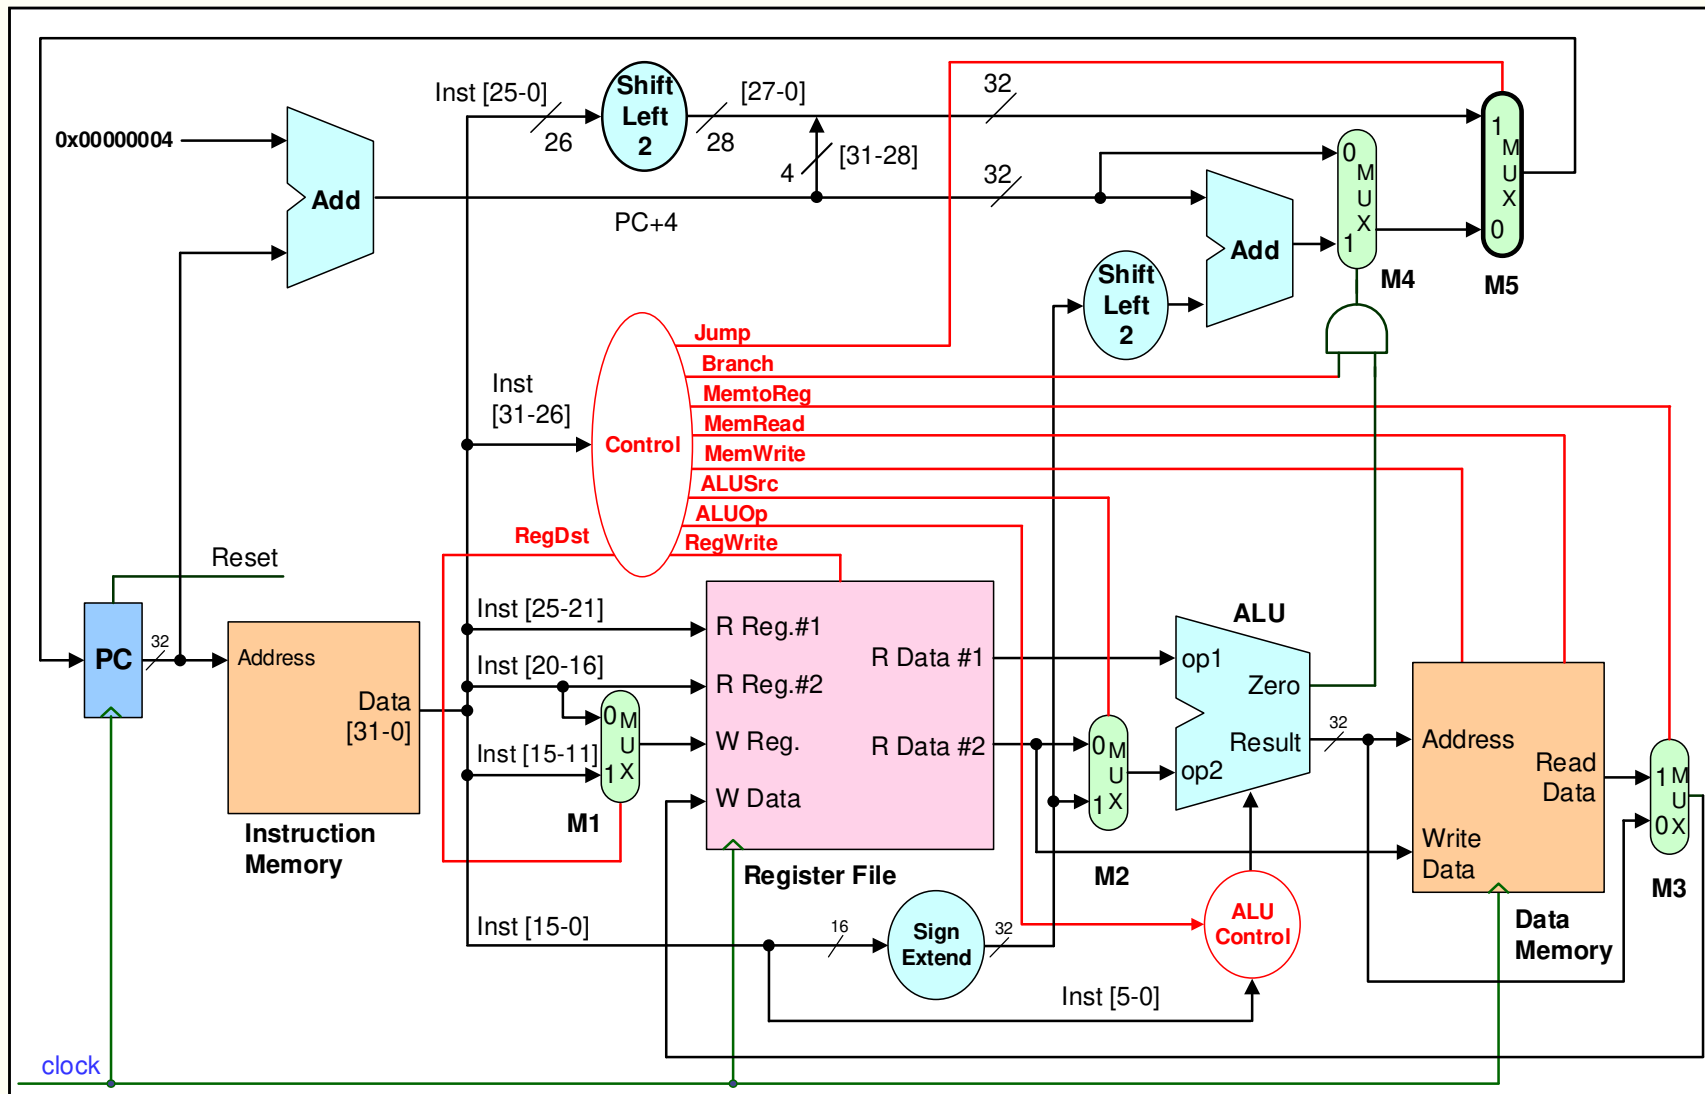 Inst [25-0]
Shift
Left
2
[27-0]
32
26
28
0x00000004
Add
4
[31-28]
32
PC+4
0
M
U
X
1
M4
1
M
U
X
0
M5
Add
Shift
Left
2
Inst
[31-26]
Control
Jump
Branch
MemtoReg
MemRead
MemWrite
ALUSrc
ALUOp
RegWrite
RegDst
Reset
PC
32
Address
Data
[31-0]
Instruction
Memory
Inst [25-21]
Inst [20-16]
Inst [15-11]
0
M
U
X
1
M1
R Reg.#1
R Reg.#2
W Reg.
W Data
R Data #1
R Data #2
Register File
0
M
U
X
1
M2
ALU
op1
Zero
Result
op2
32
Address
Read
Data
Write
Data
Data
Memory
1
M
U
X
0
M3
Inst [15-0]
16
Sign
Extend
32
ALU
Control
Inst [5-0]
clock